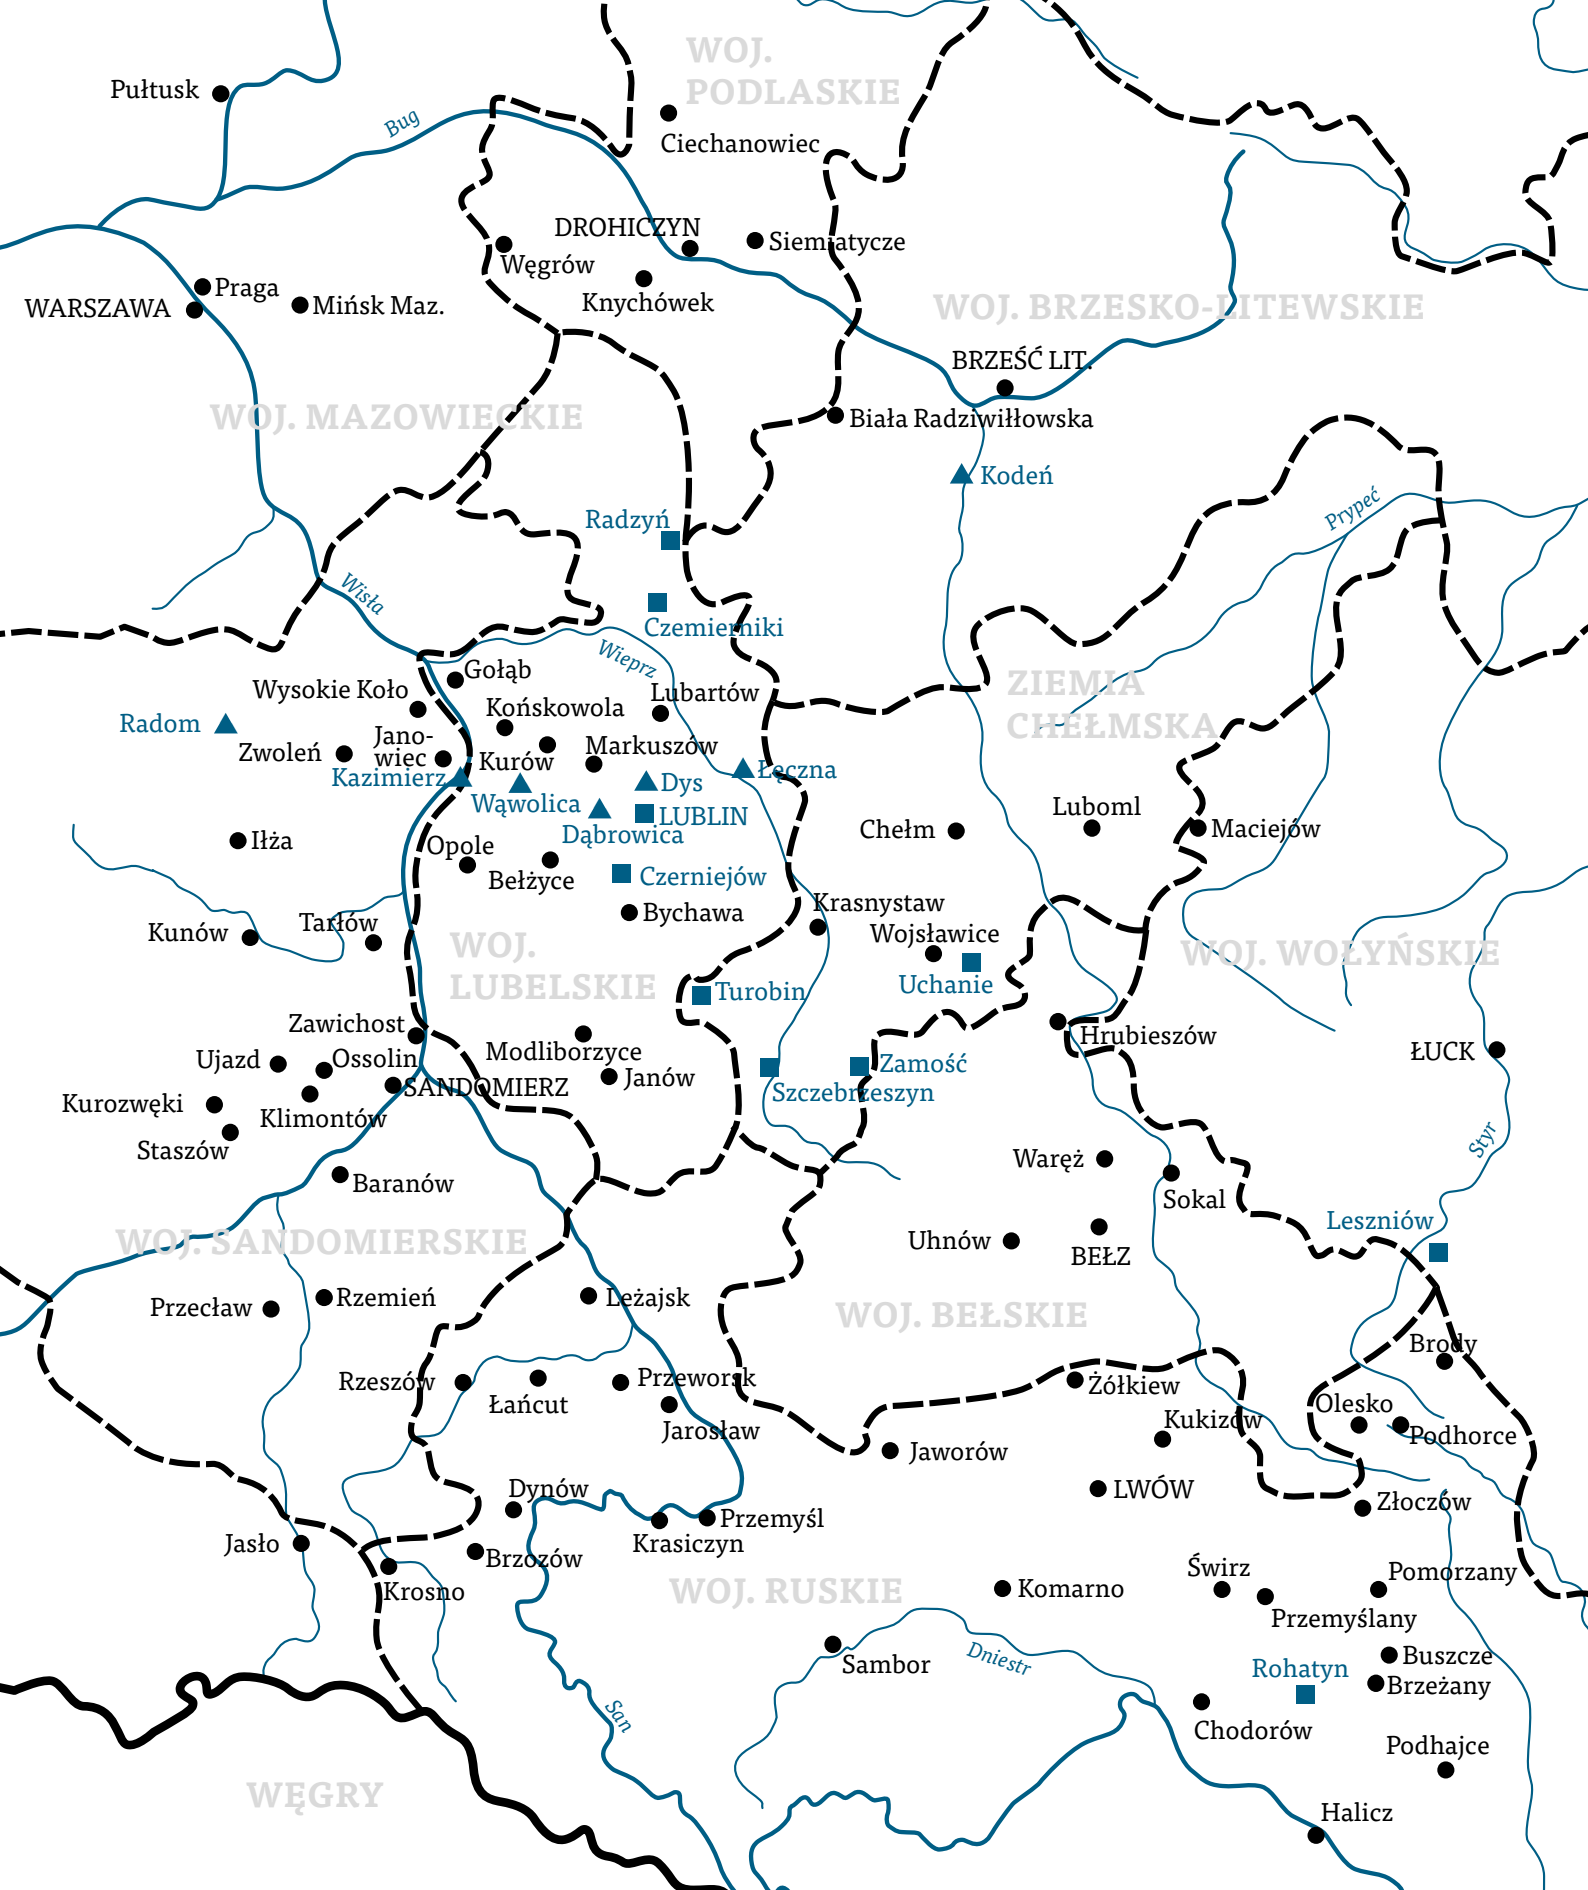 WOJ.
PODLASKIE
Pułtusk
Bug
Ciechanowiec
DROHICZYN
Siemiatycze
Węgrów
Praga
Knychówek
WARSZAWA
Mińsk Maz.
WOJ. BRZESKO-LITEWSKIE
BRZEŚĆ LIT.
WOJ. MAZOWIECKIE
Biała Radziwiłłowska
Kodeń
Prypeć
Radzyń
Wisła
Czemierniki
Wieprz
Gołąb
ZIEMIA
CHEŁMSKA
Wysokie Koło
Lubartów
Końskowola
Radom
Jano-
wiec
Zwoleń
Kurów
Markuszów
Kazimierz
Łęczna
Dys
Wąwolica
LUBLIN
Luboml
Dąbrowica
Chełm
Maciejów
Iłża
Opole
Bełżyce
Czerniejów
Krasnystaw
Bychawa
Tarłów
Kunów
Wojsławice
WOJ.
LUBELSKIE
WOJ. WOŁYŃSKIE
Uchanie
Turobin
Zawichost
Hrubieszów
Modliborzyce
ŁUCK
Ujazd
Ossolin
Zamość
Janów
SANDOMIERZ
Szczebrzeszyn
Kurozwęki
Klimontów
Styr
Staszów
Waręż
Baranów
Sokal
Leszniów
WOJ. SANDOMIERSKIE
Uhnów
BEŁZ
Rzemień
Leżajsk
Przecław
WOJ. BEŁSKIE
Brody
Rzeszów
Przeworsk
Żółkiew
Łańcut
Olesko
Kukizów
Jarosław
Podhorce
Jaworów
Dynów
LWÓW
Złoczów
Przemyśl
Jasło
Krasiczyn
Brzozów
Świrz
Pomorzany
Krosno
WOJ. RUSKIE
Komarno
Przemyślany
Dniestr
Buszcze
Sambor
Rohatyn
Brzeżany
San
Chodorów
Podhajce
WĘGRY
Halicz